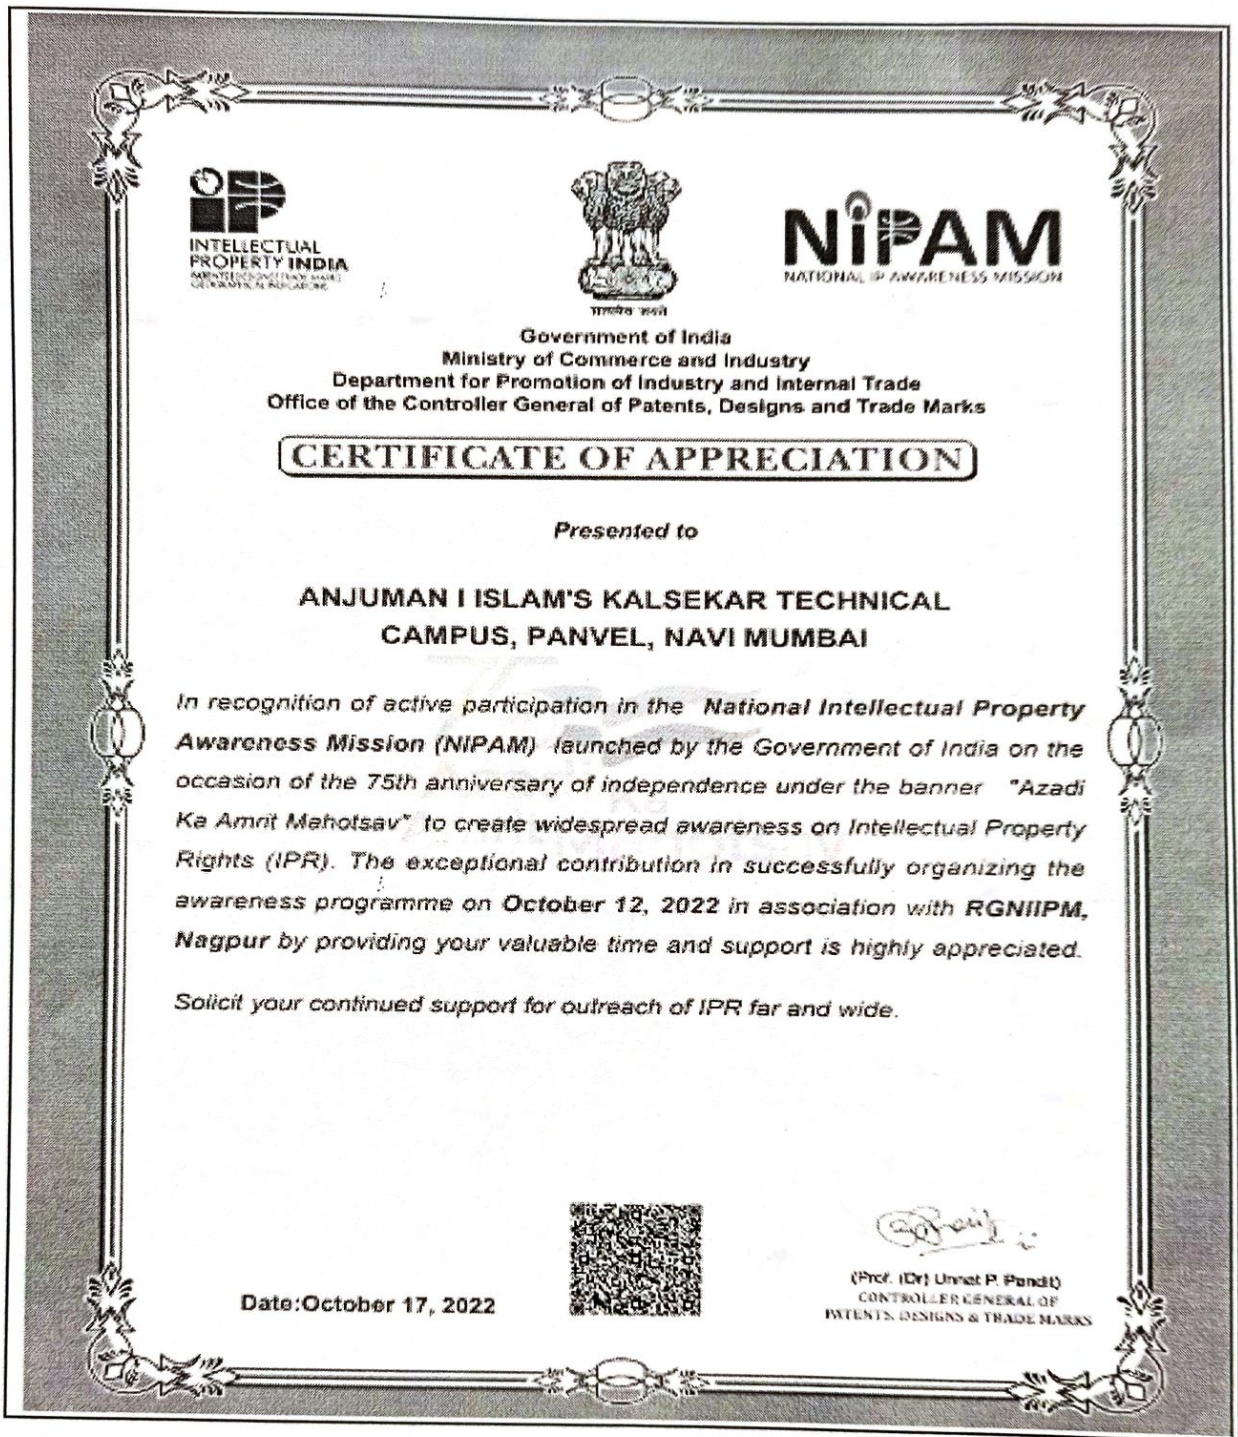 INTELLECTUAL
PROPERTY INDIA
GEOGRAPHICAL INDICATIONS
सत्यमेव जयते
NiPAM
NATIONAL IP AWARENESS MISSION
Government of India
Ministry of Commerce and Industry
Department for Promotion of Industry and Internal Trade
Office of the Controller General of Patents, Designs and Trade Marks
CERTIFICATE OF APPRECIATION
Presented to
ANJUMAN I ISLAM'S KALSEKAR TECHNICAL
CAMPUS, PANVEL, NAVI MUMBAI
In recognition of active participation in the National Intellectual Property
Awareness Mission (NIPAM) launched by the Government of India on the
occasion of the 75th anniversary of independence under the banner "Azadi
Ka Amrit Mahotsav" to create widespread awareness on Intellectual Property
Rights (IPR). The exceptional contribution in successfully organizing the
awareness programme on October 12, 2022 in association with RGNIIPM,
Nagpur by providing your valuable time and support is highly appreciated.
Solicit your continued support for outreach of IPR far and wide.
Date:October 17, 2022
(Prof. (Dr) Unnat P. Pandit)
CONTROLLER GENERAL OF
PATENTS, DESIGNS & TRADE MARKS